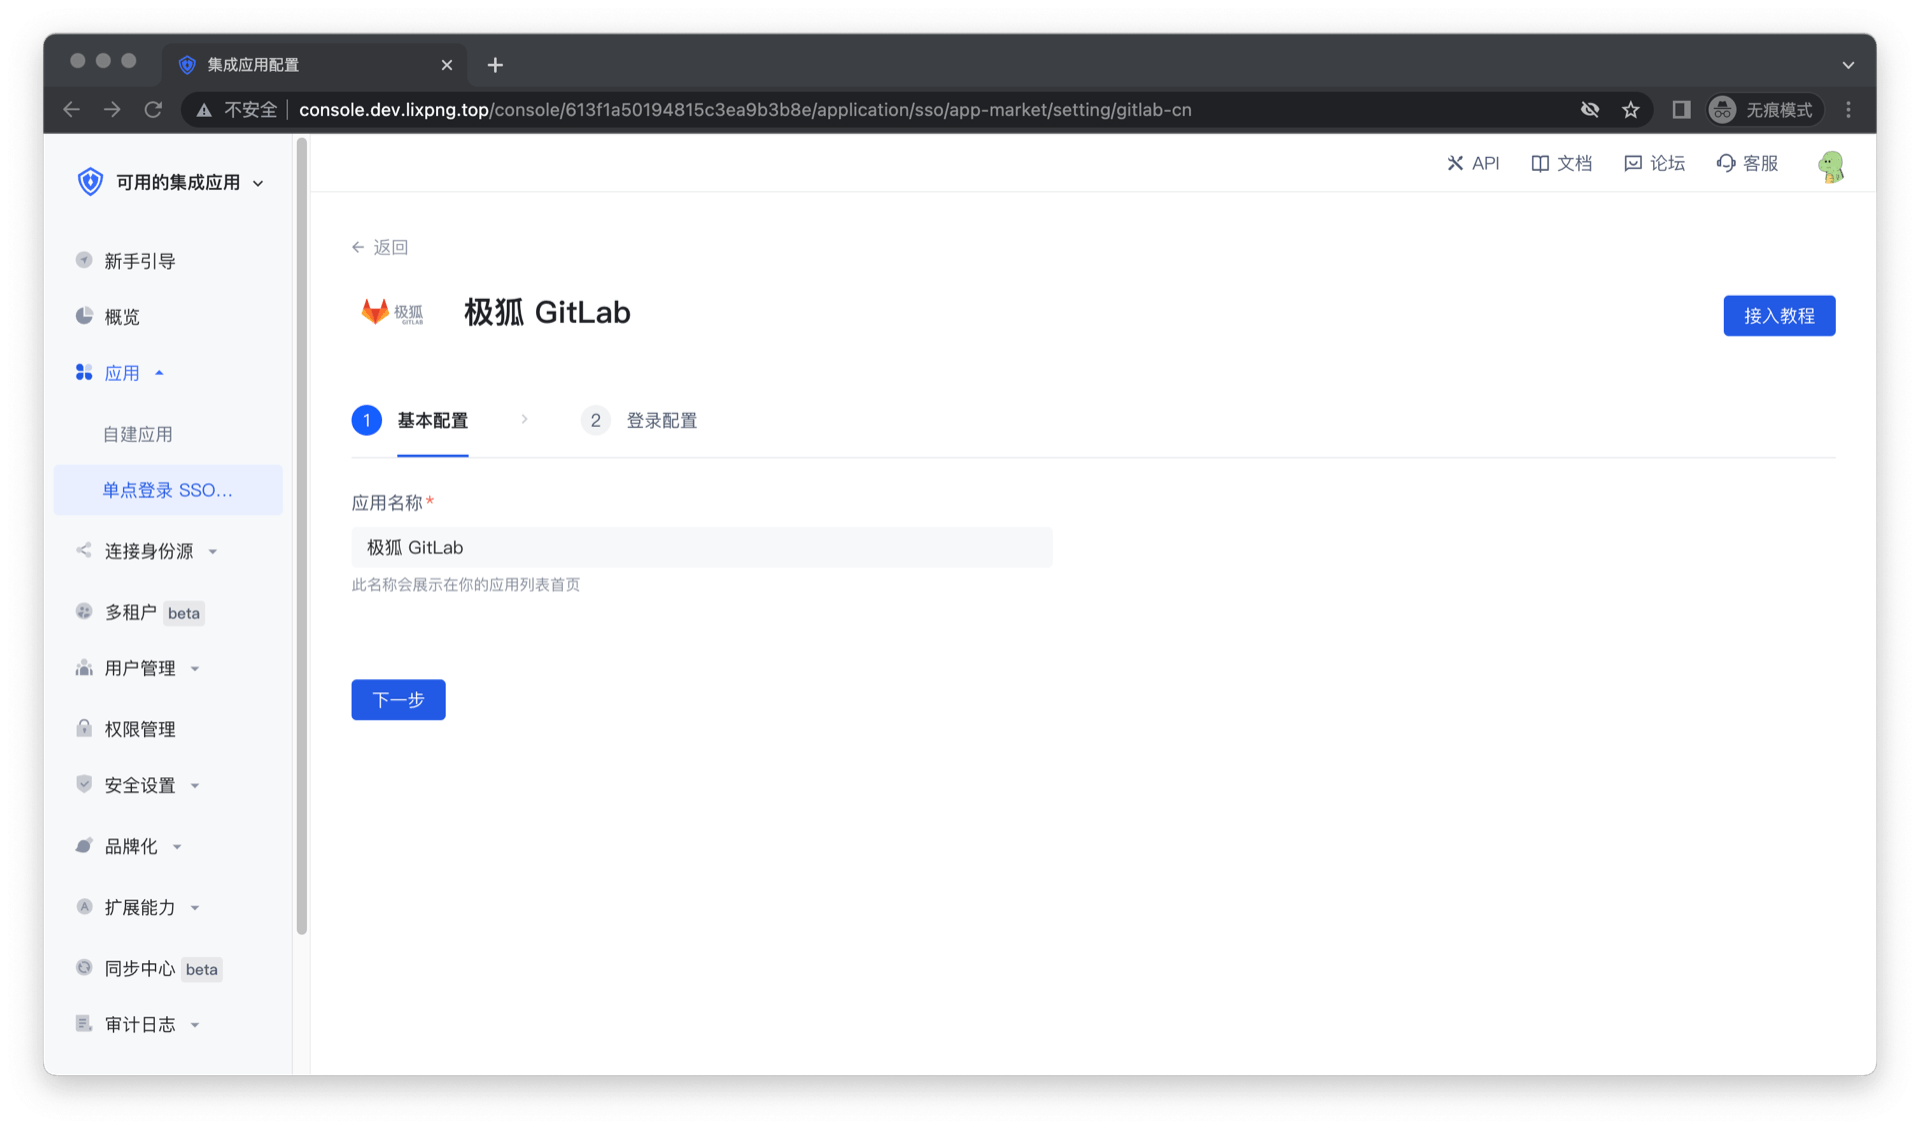 集成应用配置
不安全 console.dev.lixpng.top/console/613f1a50194815c3ea9b3b8e/application/sso/app-market/setting/gitlab-cn
无痕模式
可用的集成应用
API 文档 论坛 客服
新手引导
概览
应用
自建应用
单点登录 SSO...
连接身份源
多租户 beta
用户管理
权限管理
安全设置
品牌化
扩展能力
同步中心 beta
审计日志
返回
极狐
GITLAB
极狐 GitLab
接入教程
1 基本配置
2 登录配置
应用名称*
极狐 GitLab
此名称会展示在你的应用列表首页
下一步